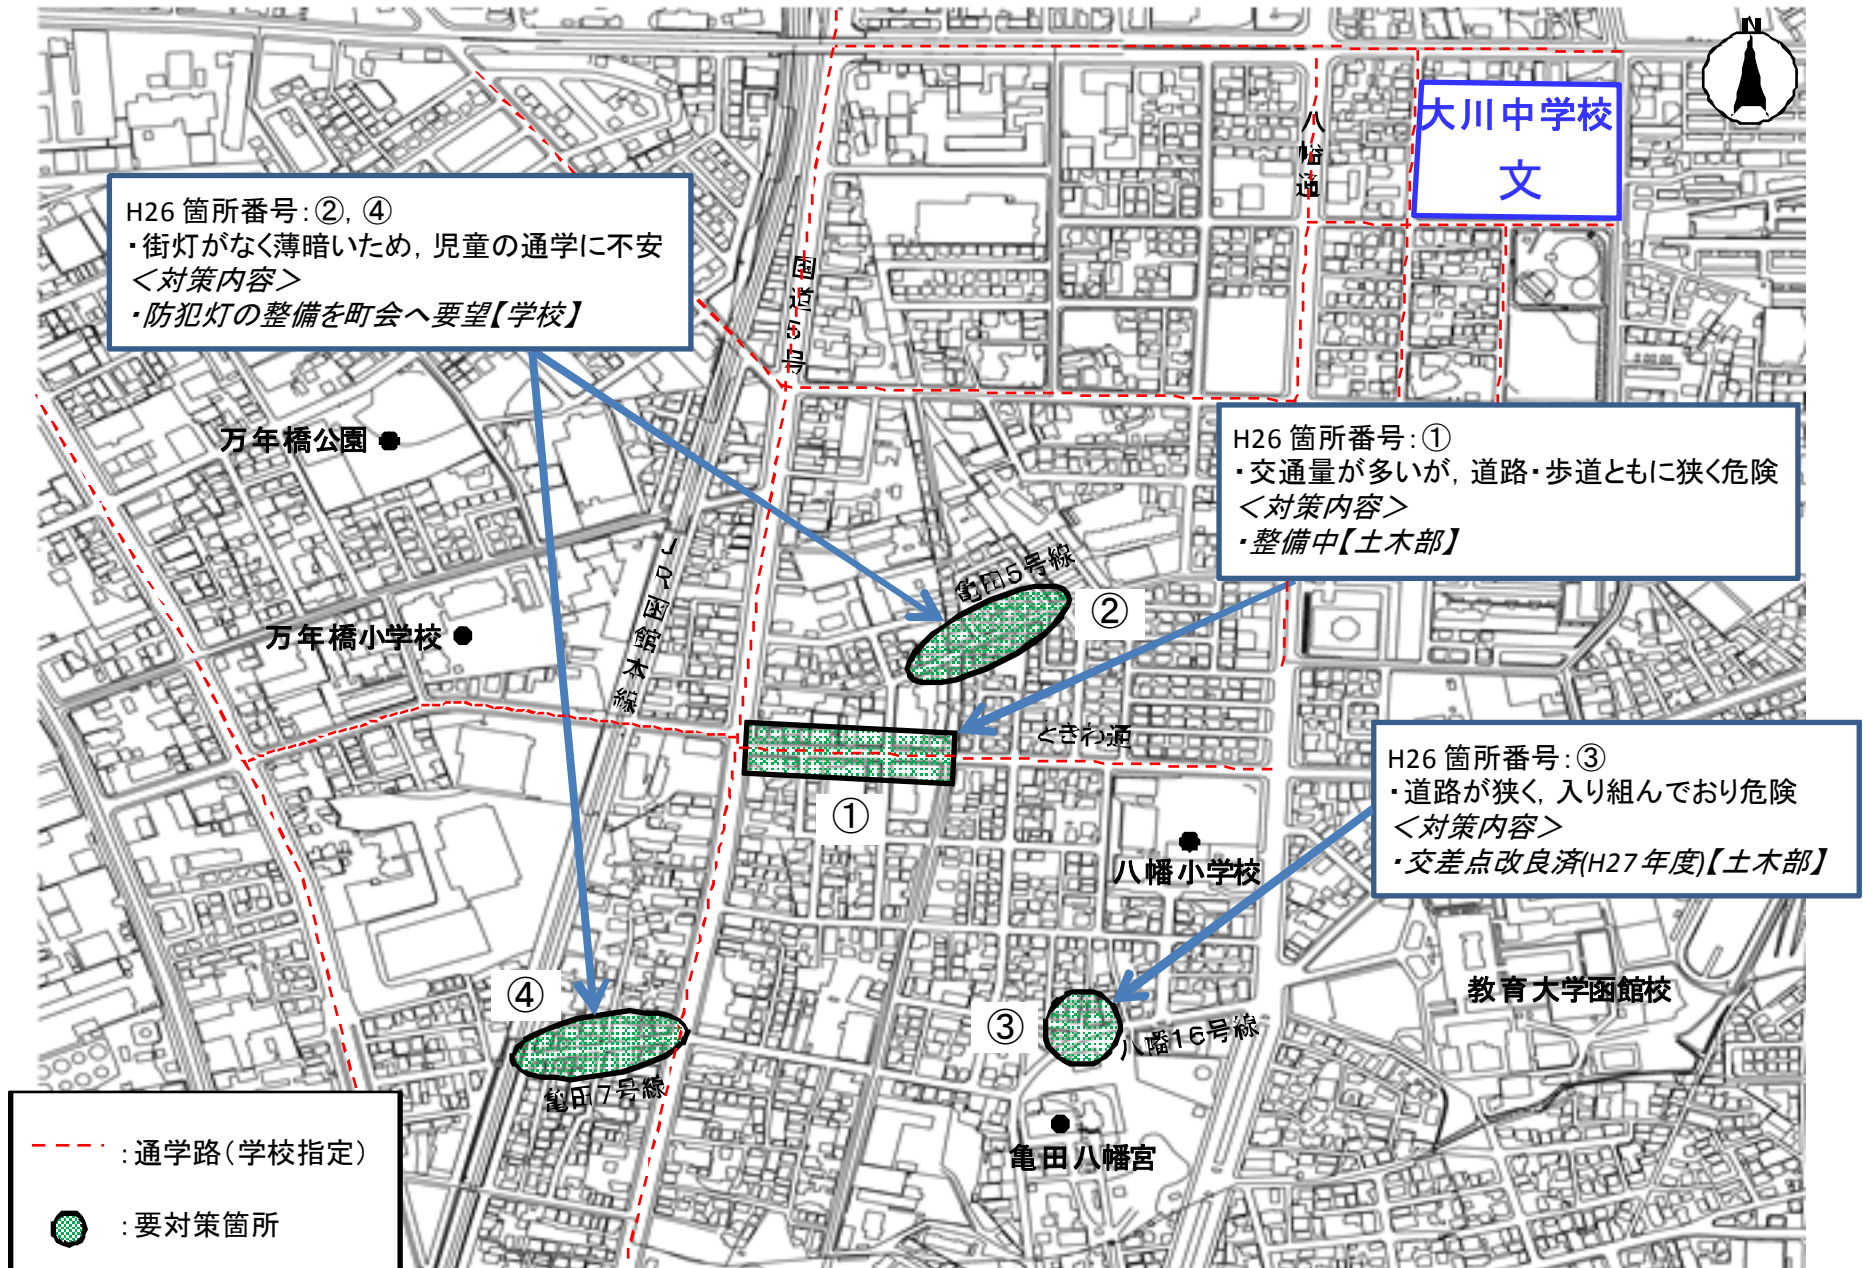 N
大川中学校
文
八幡通
H26 箇所番号:②, ④
・街灯がなく薄暗いため, 児童の通学に不安
＜対策内容＞
・防犯灯の整備を町会へ要望【学校】
国道5号
万年橋公園
H26 箇所番号:①
・交通量が多いが, 道路・歩道ともに狭く危険
＜対策内容＞
・整備中【土木部】
JR函館本線
亀田5号線
②
万年橋小学校
ときわ通
①
H26 箇所番号:③
・道路が狭く, 入り組んでおり危険
＜対策内容＞
・交差点改良済(H27年度)【土木部】
八幡小学校
教育大学函館校
④
③
八幡16号線
亀田7号線
亀田八幡宮
:通学路(学校指定)
:要対策箇所